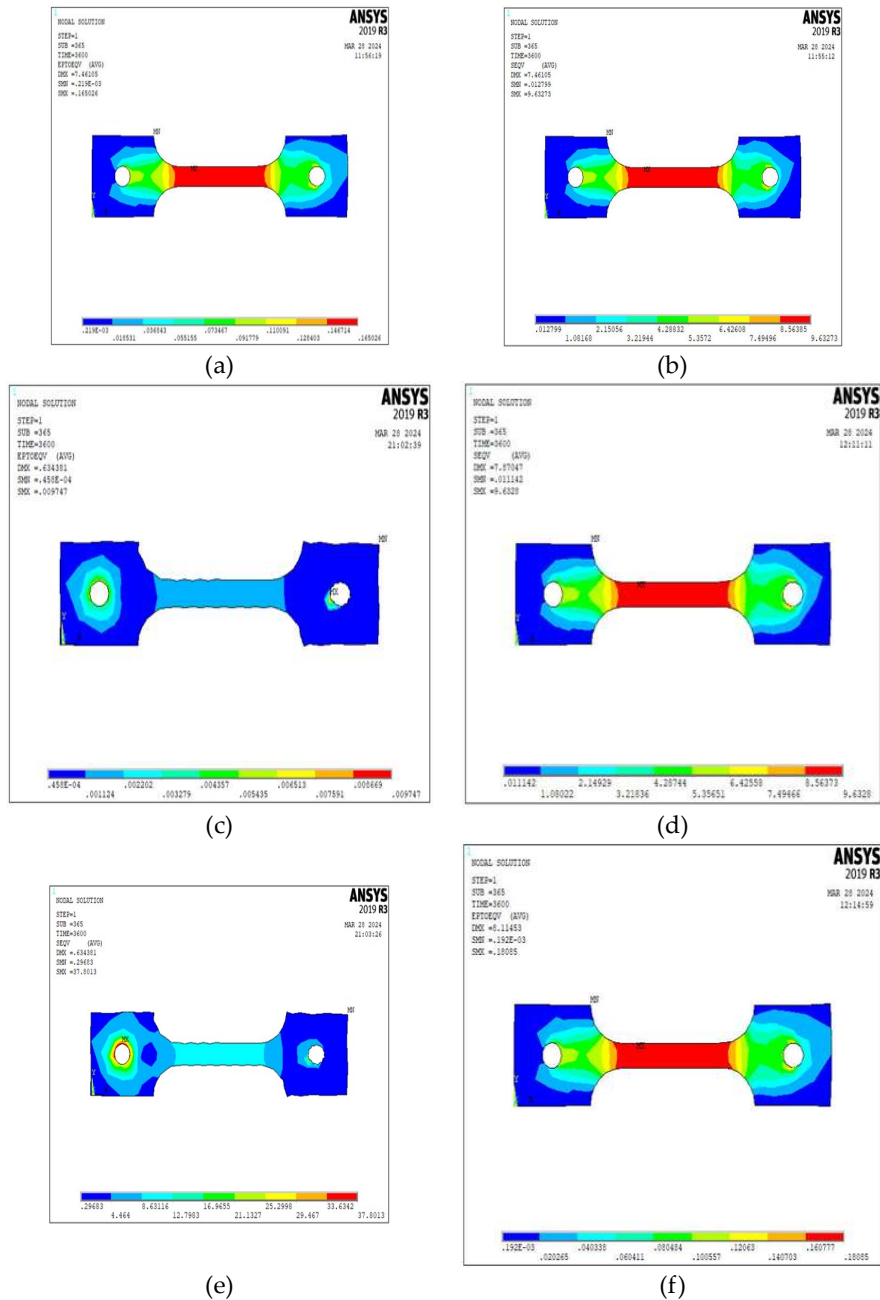 1
NODAL SOLUTION
STEP=1
SUB =365
TIME=3600
EPTOEQV (AVG)
DMX =7.46105
SMN =.219E-03
SMX =.165026
ANSYS
2019 R3
MAR 28 2024
11:56:19
MN
MX
Y
.219E-03 .036843 .073467 .110091 .146714
.018531 .055155 .091779 .128403 .165026
(a)
1
NODAL SOLUTION
STEP=1
SUB =365
TIME=3600
SEQV (AVG)
DMX =7.46105
SMN =.012799
SMX =9.63273
ANSYS
2019 R3
MAR 28 2024
11:55:12
MN
MX
Y
.012799 2.15056 4.28832 6.42608 8.56385
1.08168 3.21944 5.3572 7.49496 9.63273
(b)
1
NODAL SOLUTION
STEP=1
SUB =365
TIME=3600
EPTOEQV (AVG)
DMX =.634381
SMN =.458E-04
SMX =.009747
ANSYS
2019 R3
MAR 28 2024
21:02:39
MN
MX
Y
.458E-04 .002202 .004357 .006513 .008669
.001124 .003279 .005435 .007591 .009747
(c)
1
NODAL SOLUTION
STEP=1
SUB =365
TIME=3600
SEQV (AVG)
DMX =7.87047
SMN =.011142
SMX =9.6328
ANSYS
2019 R3
MAR 28 2024
12:11:11
MN
MX
Y
.011142 2.14929 4.28744 6.42558 8.56373
1.08022 3.21836 5.35651 7.49466 9.6328
(d)
1
NODAL SOLUTION
STEP=1
SUB =365
TIME=3600
SEQV (AVG)
DMX =.634381
SMN =.29683
SMX =37.8013
ANSYS
2019 R3
MAR 28 2024
21:03:26
MN
MX
Y
.29683 8.63116 16.9655 25.2998 33.6342
4.464 12.7983 21.1327 29.467 37.8013
(e)
1
NODAL SOLUTION
STEP=1
SUB =365
TIME=3600
EPTOEQV (AVG)
DMX =8.11453
SMN =.192E-03
SMX =.18085
ANSYS
2019 R3
MAR 28 2024
12:14:59
MN
MX
Y
.192E-03 .040338 .080484 .12063 .160777
.020265 .060411 .100557 .140703 .18085
(f)